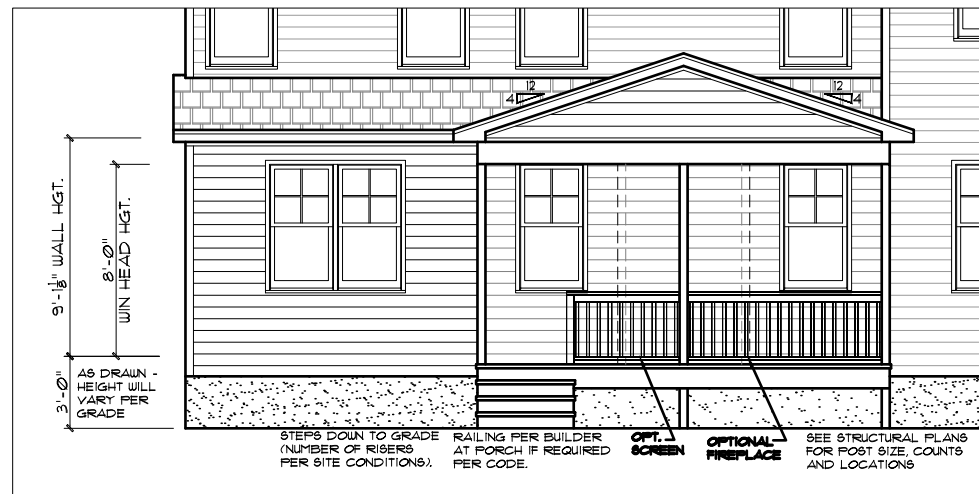 12
4
12
4
9'-1 1/8" WALL HGT.
8'-0"
WIN HEAD HGT.
3'-0"
AS DRAWN -
HEIGHT WILL
VARY PER
GRADE
STEPS DOWN TO GRADE
(NUMBER OF RISERS
PER SITE CONDITIONS).
RAILING PER BUILDER
AT PORCH IF REQUIRED
PER CODE.
OPT.
SCREEN
OPTIONAL
FIREPLACE
SEE STRUCTURAL PLANS
FOR POST SIZE, COUNTS
AND LOCATIONS